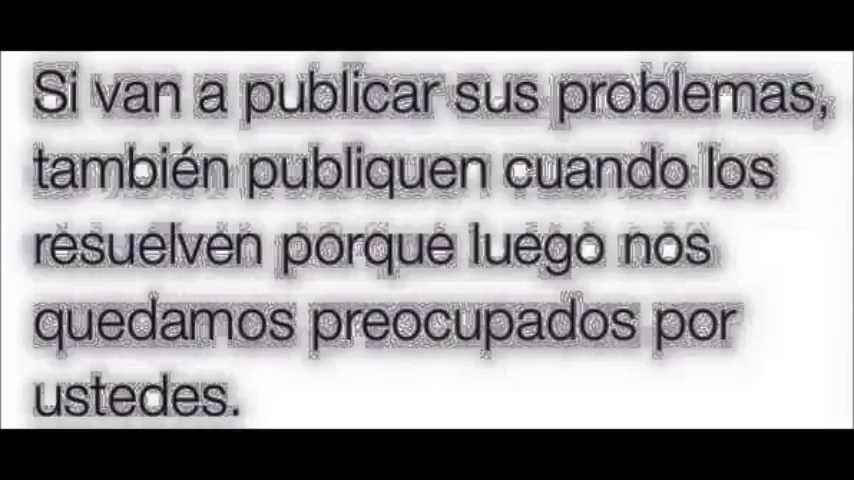 Si van a publicar sus problemas,
también publiquen cuando los
resuelven porque luego nos
quedamos preocupados por
ustedes.